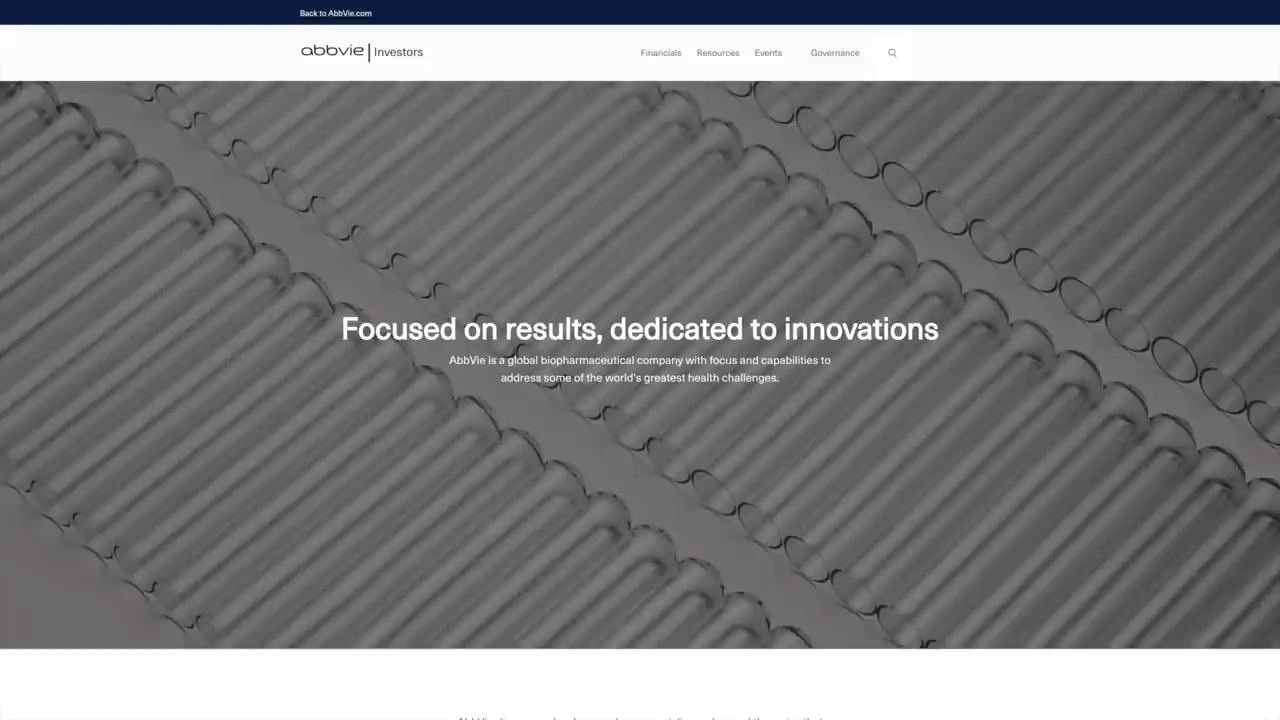 Back to AbbVie.com
abbvie | Investors
Financials
Resources
Events
Governance
Focused on results, dedicated to innovations
AbbVie is a global biopharmaceutical company with focus and capabilities to
address some of the world's greatest health challenges.